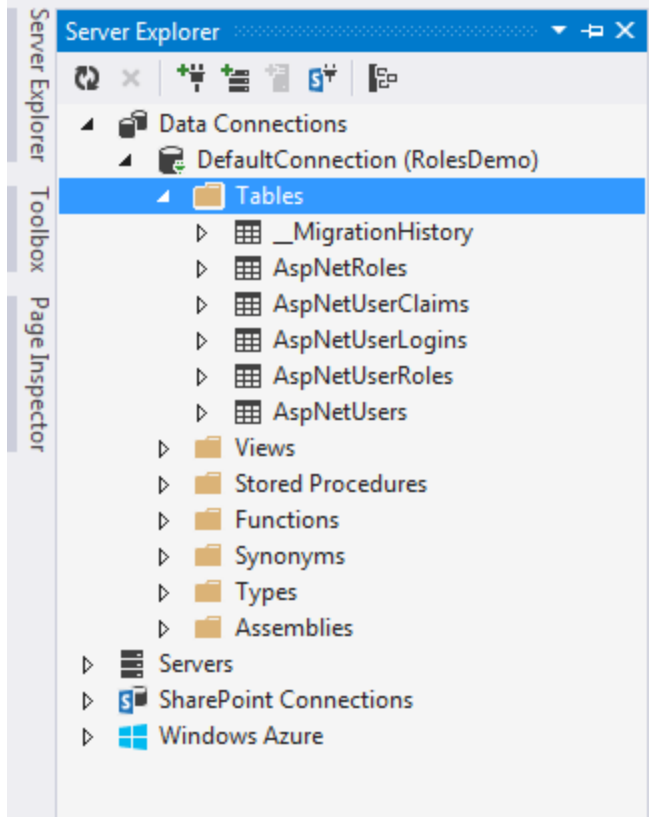 Server Explorer
Toolbox
Page Inspector
Server Explorer
Data Connections
DefaultConnection (RolesDemo)
Tables
__MigrationHistory
AspNetRoles
AspNetUserClaims
AspNetUserLogins
AspNetUserRoles
AspNetUsers
Views
Stored Procedures
Functions
Synonyms
Types
Assemblies
Servers
SharePoint Connections
Windows Azure